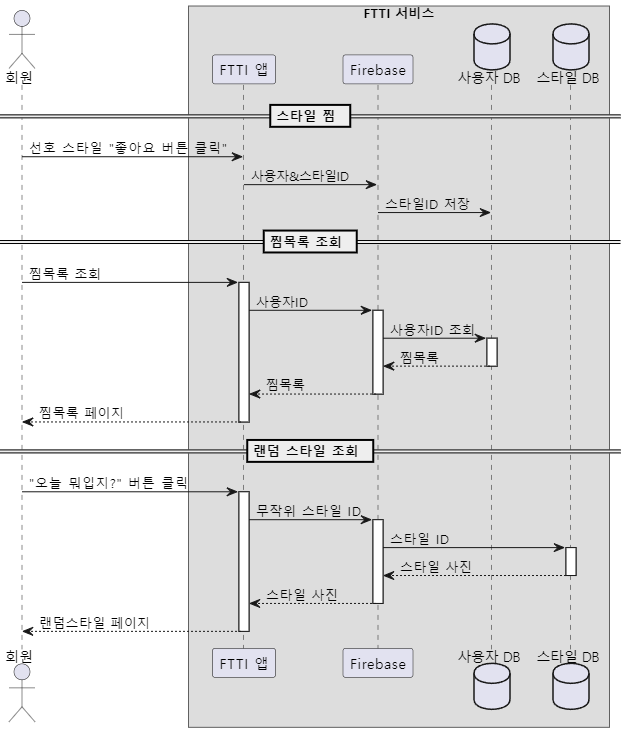 FTTI 서비스
회원
FTTI 앱
Firebase
사용자 DB
스타일 DB
스타일 찜
선호 스타일 "좋아요 버튼 클릭"
사용자&스타일ID
스타일ID 저장
찜목록 조회
찜목록 조회
사용자ID
사용자ID 조회
찜목록
찜목록
찜목록 페이지
랜덤 스타일 조회
"오늘 뭐입지?" 버튼 클릭
무작위 스타일 ID
스타일 ID
스타일 사진
스타일 사진
랜덤스타일 페이지
회원
FTTI 앱
Firebase
사용자 DB
스타일 DB